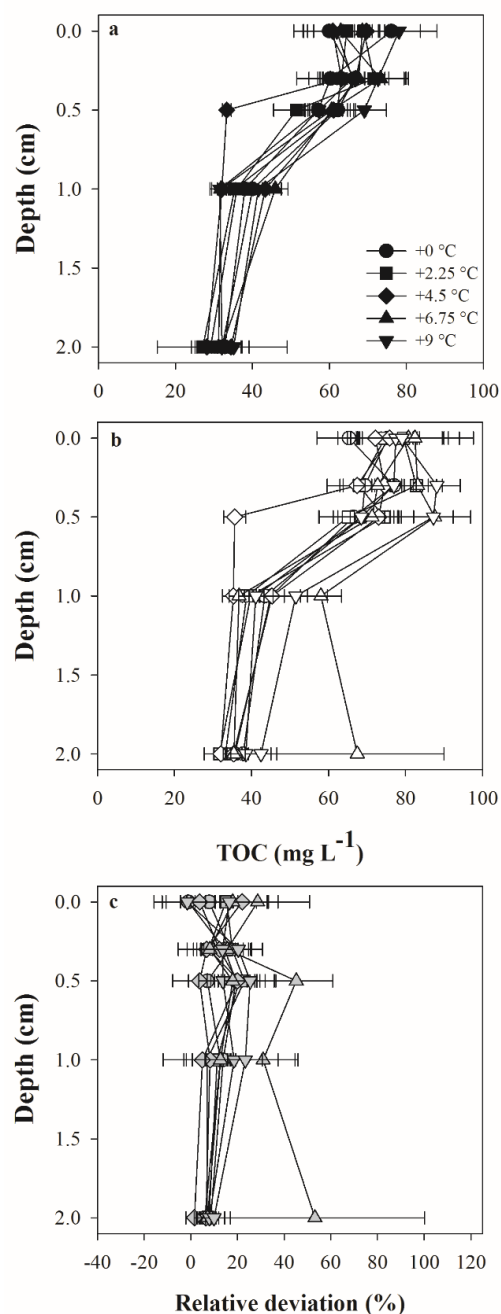 a
0.0
0.5
1.0
1.5
2.0
Depth (cm)
+0 °C
+2.25 °C
+4.5 °C
+6.75 °C
+9 °C
0 20 40 60 80 100
b
0.0
0.5
1.0
1.5
2.0
Depth (cm)
0 20 40 60 80 100
TOC (mg L-1)
c
0.0
0.5
1.0
1.5
2.0
Depth (cm)
-40 -20 0 20 40 60 80 100 120
Relative deviation (%)